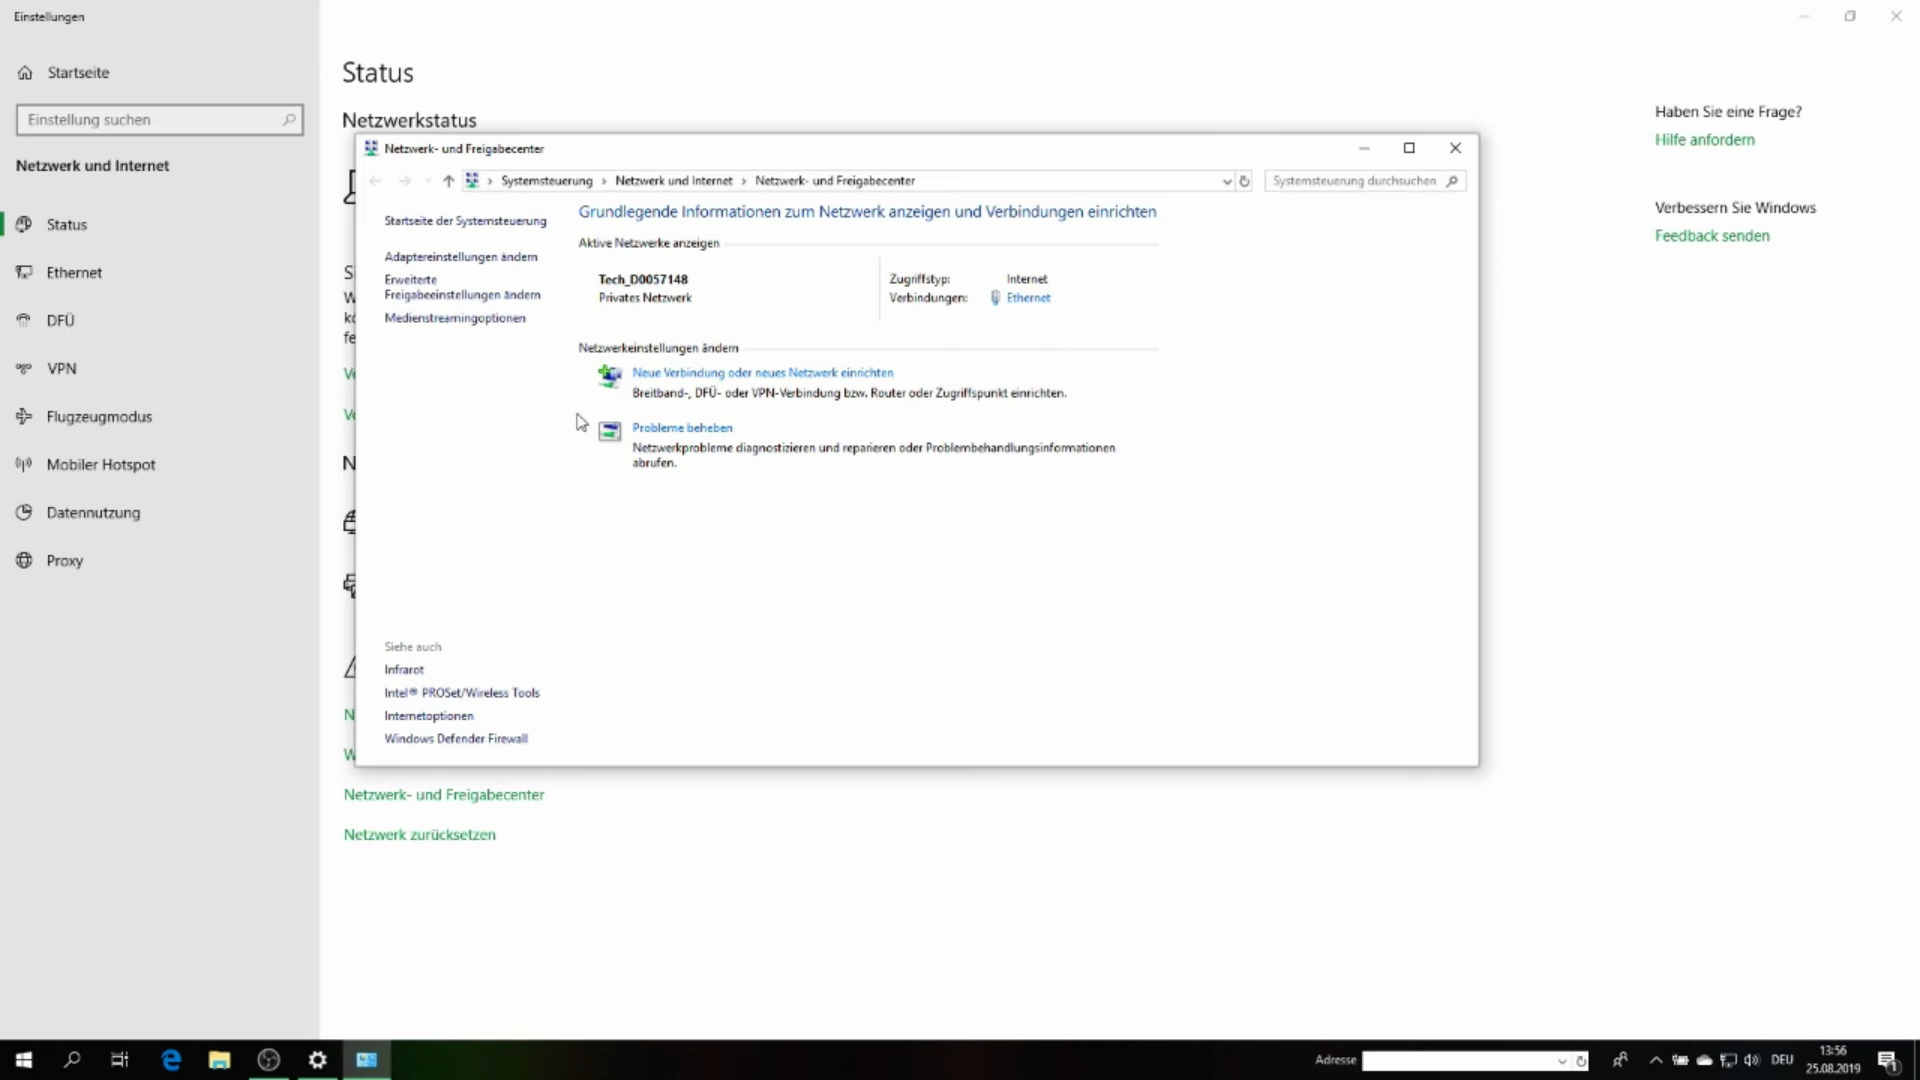 Einstellungen
Startseite
Einstellung suchen
Netzwerk und Internet
Status
Ethernet
DFÜ
VPN
Flugzeugmodus
Mobiler Hotspot
Datennutzung
Proxy
Status
Netzwerkstatus
Haben Sie eine Frage?
Hilfe anfordern
Verbessern Sie Windows
Feedback senden
Netzwerk- und Freigabecenter
Systemsteuerung › Netzwerk und Internet › Netzwerk- und Freigabecenter
Systemsteuerung durchsuchen
Startseite der Systemsteuerung
Adaptereinstellungen ändern
Erweiterte
Freigabeeinstellungen ändern
Medienstreamingoptionen
Grundlegende Informationen zum Netzwerk anzeigen und Verbindungen einrichten
Aktive Netzwerke anzeigen
Tech_D0057148
Privates Netzwerk
Zugriffstyp: Internet
Verbindungen: Ethernet
Netzwerkeinstellungen ändern
Neue Verbindung oder neues Netzwerk einrichten
Breitband-, DFÜ- oder VPN-Verbindung bzw. Router oder Zugriffspunkt einrichten.
Probleme beheben
Netzwerkprobleme diagnostizieren und reparieren oder Problembehandlungsinformationen
abrufen.
Siehe auch
Infrarot
Intel® PROSet/Wireless Tools
Internetoptionen
Windows Defender Firewall
Netzwerk- und Freigabecenter
Netzwerk zurücksetzen
Adresse
DEU
13:56
25.08.2019
1